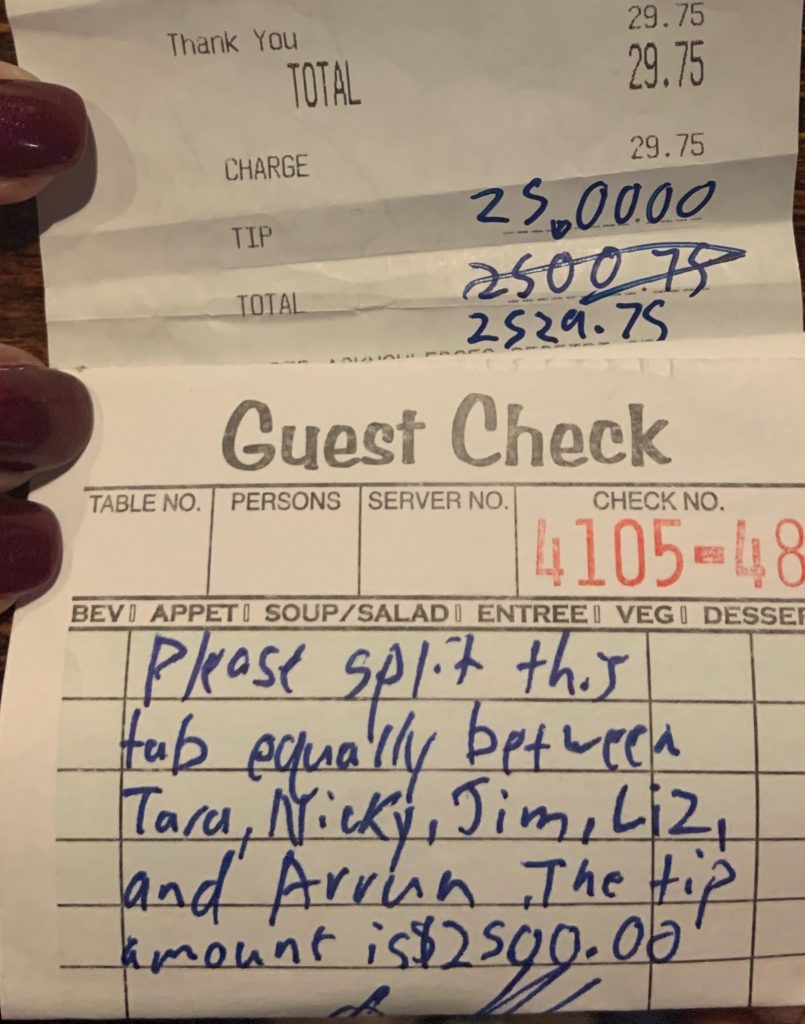 29.75
Thank You
TOTAL 29.75
CHARGE 29.75
TIP 25.0000
2500.75
TOTAL
2529.75
Guest Check
TABLE NO. PERSONS SERVER NO. CHECK NO.
4105-48
BEV APPET SOUP/SALAD ENTREE VEG DESSER
Please split this
tab equally between
Tara, Nicky, Jim, Liz,
and Arrun. The tip
amount is $2500.00